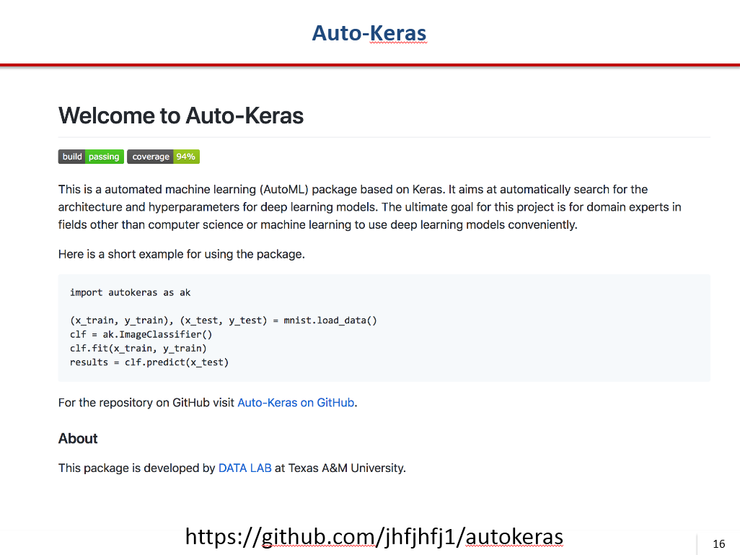 Auto-Keras
Welcome to Auto-Keras
build passing coverage 94%
This is a automated machine learning (AutoML) package based on Keras. It aims at automatically search for the
architecture and hyperparameters for deep learning models. The ultimate goal for this project is for domain experts in
fields other than computer science or machine learning to use deep learning models conveniently.
Here is a short example for using the package.
import autokeras as ak
(x_train, y_train), (x_test, y_test) = mnist.load_data()
clf = ak.ImageClassifier()
clf.fit(x_train, y_train)
results = clf.predict(x_test)
For the repository on GitHub visit Auto-Keras on GitHub.
About
This package is developed by DATA LAB at Texas A&M University.
https://github.com/jhfjhfj1/autokeras
16